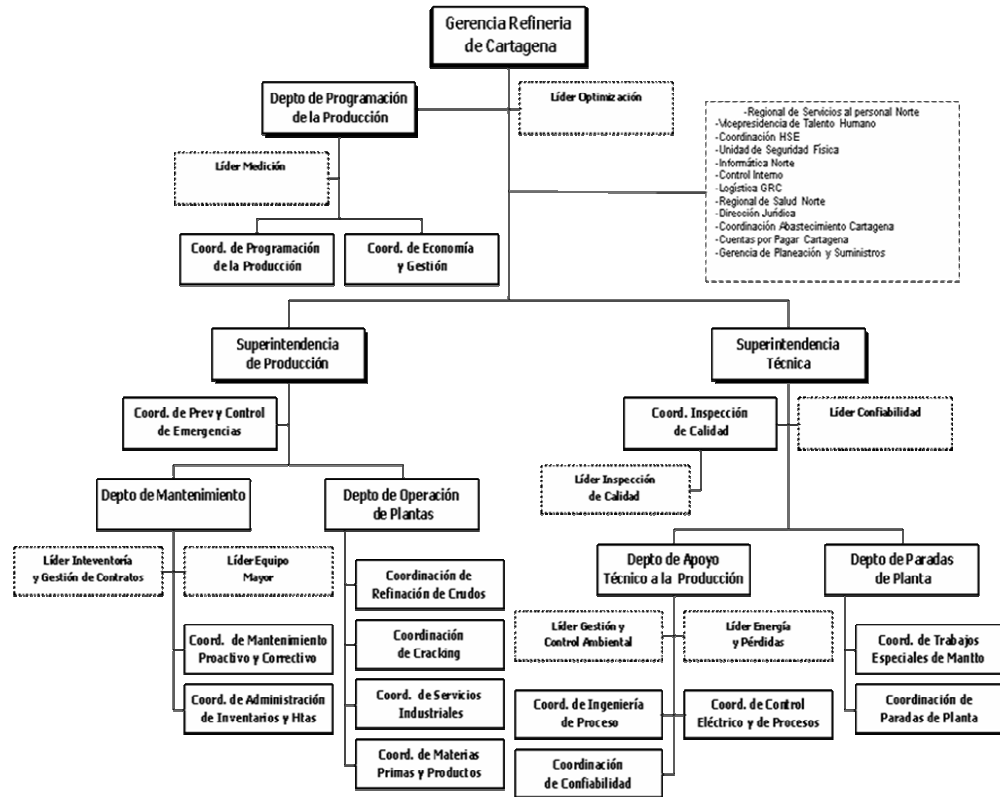 Gerencia Refineria
de Cartagena
Depto de Programación
de la Producción
Líder Optimización
-Regional de Servicios al personal Norte
-Vicepresidencia de Talento Humano
-Coordinación HSE
-Unidad de Seguridad Física
-Informática Norte
-Control Interno
-Logística GRC
-Regional de Salud Norte
-Dirección Jurídica
-Coordinación Abastecimiento Cartagena
-Cuentas por Pagar Cartagena
-Gerencia de Planeación y Suministros
Líder Medición
Coord. de Programación
de la Producción
Coord. de Economía
y Gestión
Superintendencia
de Producción
Superintendencia
Técnica
Coord. de Prev y Control
de Emergencias
Coord. Inspección
de Calidad
Líder Confiabilidad
Líder Inspección
de Calidad
Depto de Mantenimiento
Depto de Operación
de Plantas
Líder Inteventoría
y Gestión de Contratos
Líder Equipo
Mayor
Coord. de Mantenimiento
Proactivo y Correctivo
Coord. de Administración
de Inventarios y Htas
Coordinación de
Refinación de Crudos
Coordinación
de Cracking
Coord. de Servicios
Industriales
Coord. de Materias
Primas y Productos
Depto de Apoyo
Técnico a la Producción
Depto de Paradas
de Planta
Líder Gestión y
Control Ambiental
Líder Energía
y Pérdidas
Coord. de Ingeniería
de Proceso
Coord. de Control
Eléctrico y de Procesos
Coordinación
de Confiabilidad
Coord. de Trabajos
Especiales de Mantto
Coordinación de
Paradas de Planta